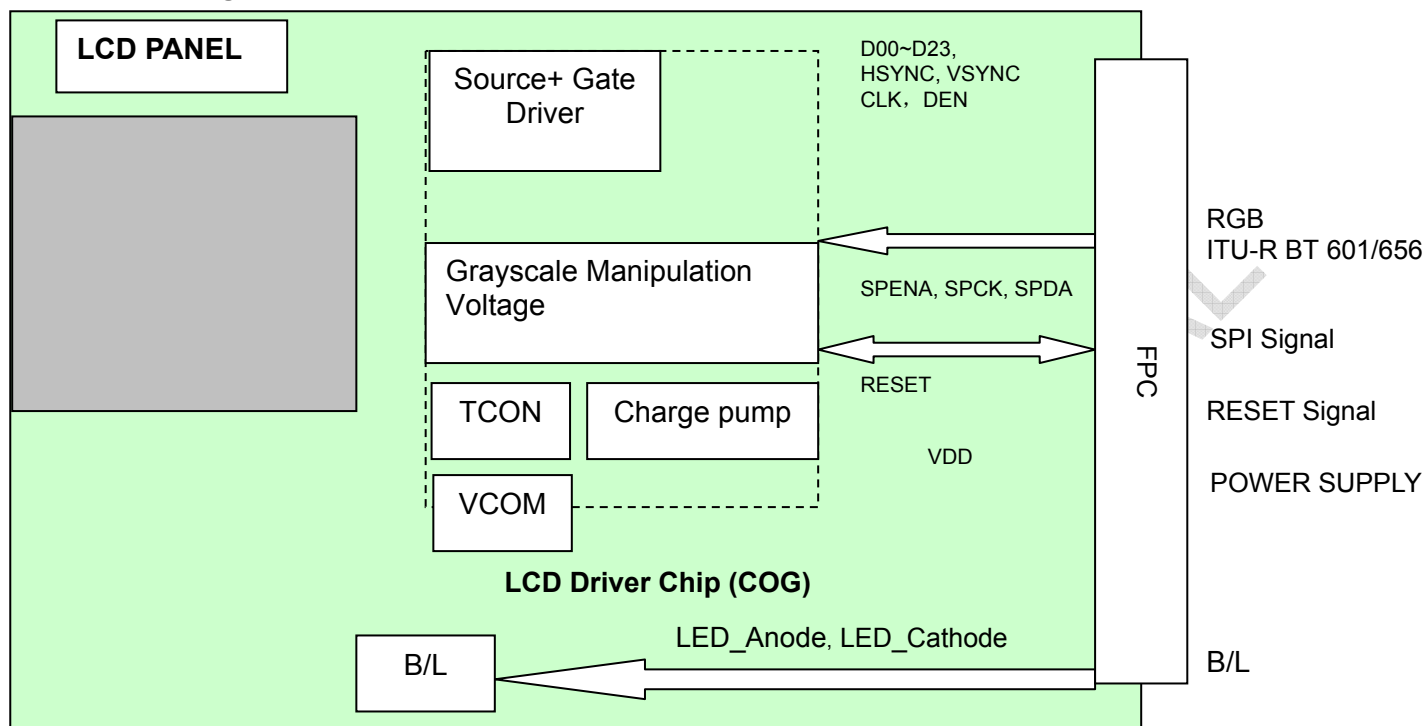 LCD PANEL
Source+ Gate
Driver
D00~D23,
HSYNC, VSYNC
CLK，DEN
RGB
ITU-R BT 601/656
Grayscale Manipulation
Voltage
SPENA, SPCK, SPDA
SPI Signal
FPC
RESET
RESET Signal
TCON
Charge pump
VDD
POWER SUPPLY
VCOM
LCD Driver Chip (COG)
LED_Anode, LED_Cathode
B/L
B/L